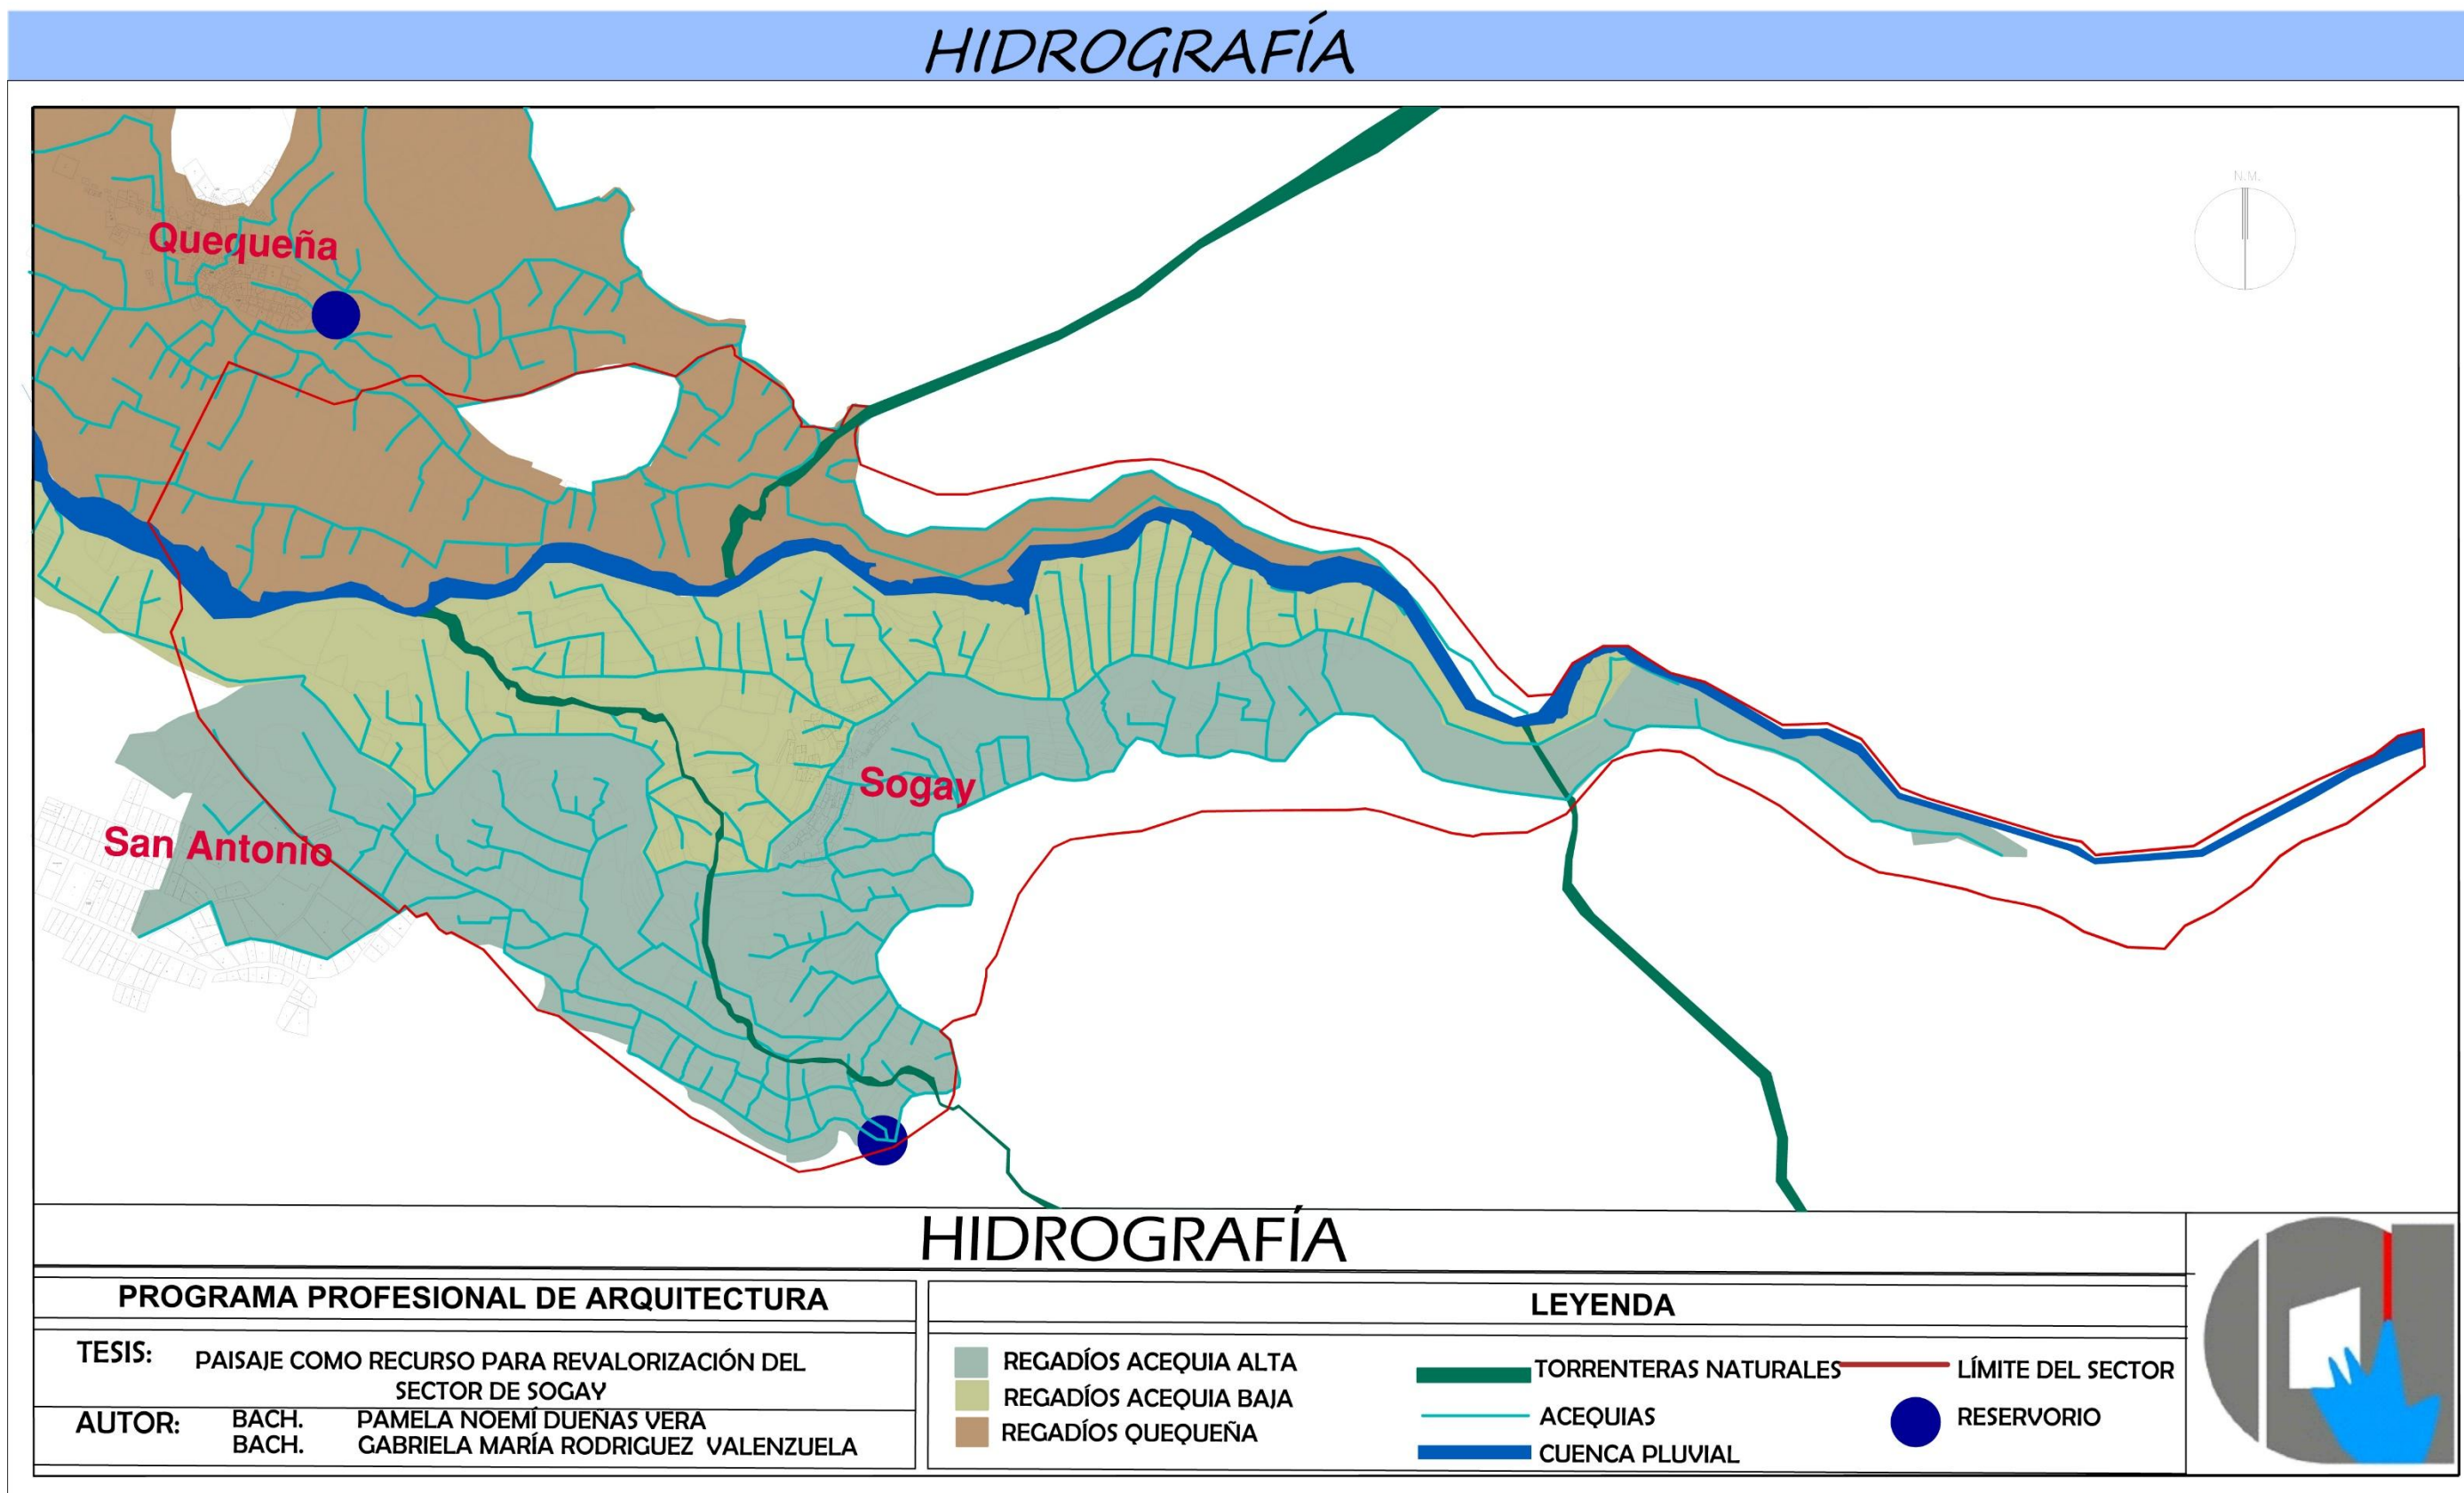 HIDROGRAFÍA
N.M.
Quequeña
Sogay
San Antonio
HIDROGRAFÍA
PROGRAMA PROFESIONAL DE ARQUITECTURA
TESIS: PAISAJE COMO RECURSO PARA REVALORIZACIÓN DEL
SECTOR DE SOGAY
AUTOR: BACH. PAMELA NOEMÍ DUEÑAS VERA
BACH. GABRIELA MARÍA RODRIGUEZ VALENZUELA
LEYENDA
REGADÍOS ACEQUIA ALTA
REGADÍOS ACEQUIA BAJA
REGADÍOS QUEQUEÑA
TORRENTERAS NATURALES
ACEQUIAS
CUENCA PLUVIAL
LÍMITE DEL SECTOR
RESERVORIO